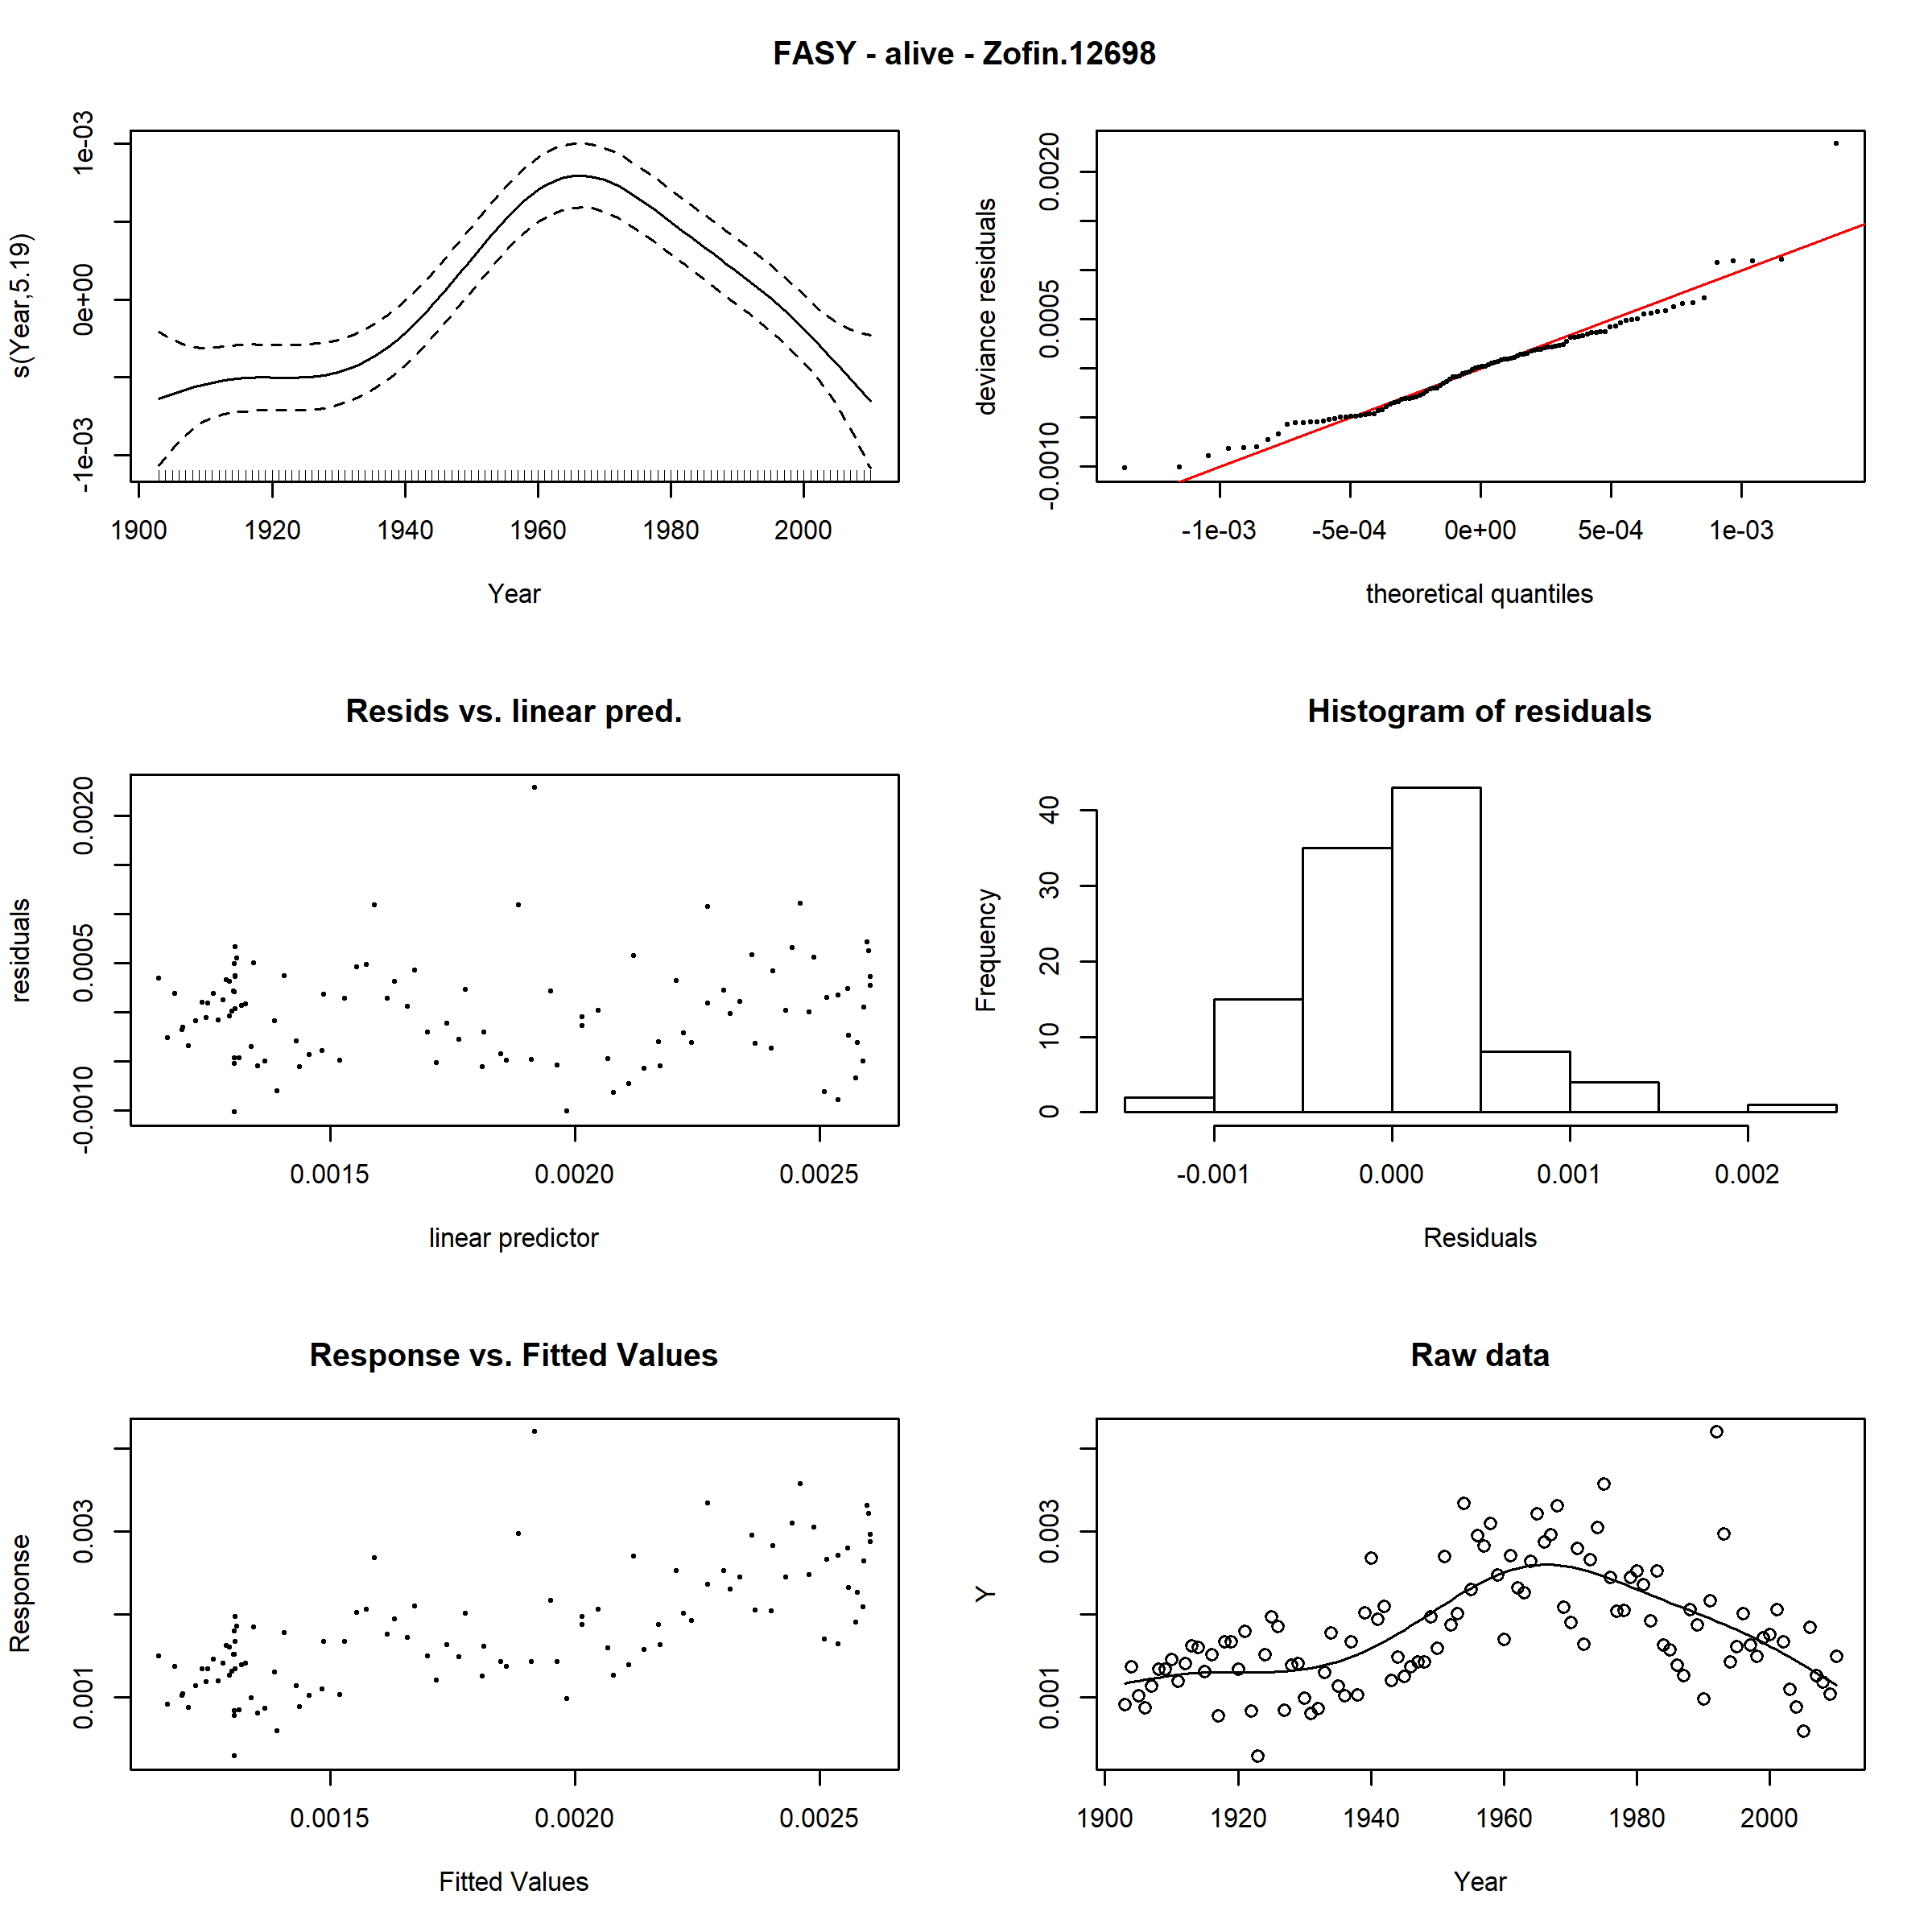 FASY - alive - Zofin.12698
s(Year,5.19)
1e-03
0e+00
-1e-03
1900 1920 1940 1960 1980 2000
Year
deviance residuals
0.0020
0.0005
-0.0010
-1e-03 -5e-04 0e+00 5e-04 1e-03
theoretical quantiles
Resids vs. linear pred.
residuals
0.0020
0.0005
-0.0010
0.0015 0.0020 0.0025
linear predictor
Histogram of residuals
Frequency
40
30
20
10
0
-0.001 0.000 0.001 0.002
Residuals
Response vs. Fitted Values
Response
0.003
0.001
0.0015 0.0020 0.0025
Fitted Values
Raw data
Y
0.003
0.001
1900 1920 1940 1960 1980 2000
Year